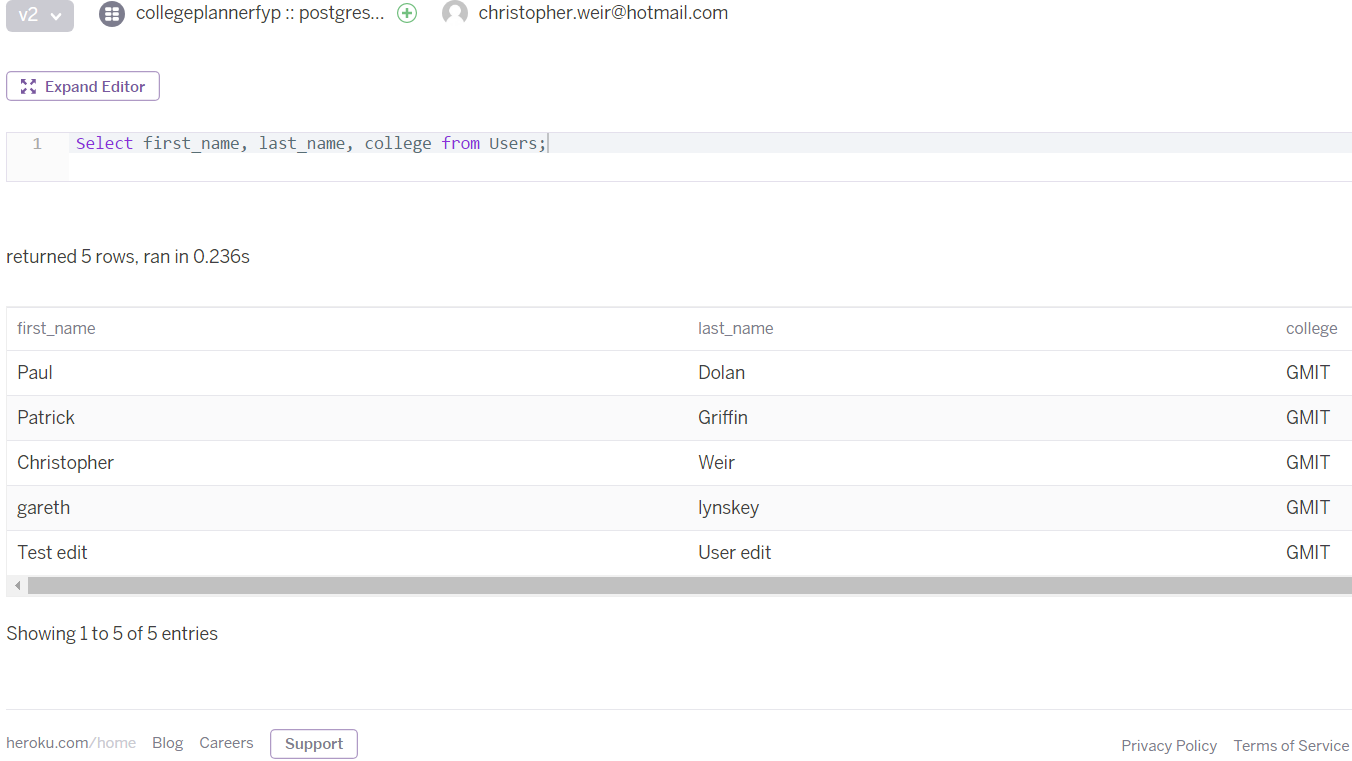 v2 collegeplannerfyp :: postgres... christopher.weir@hotmail.com
Expand Editor
1 Select first_name, last_name, college from Users;
returned 5 rows, ran in 0.236s
first_name last_name college
Paul Dolan GMIT
Patrick Griffin GMIT
Christopher Weir GMIT
gareth lynskey GMIT
Test edit User edit GMIT
Showing 1 to 5 of 5 entries
heroku.com/home Blog Careers Support Privacy Policy Terms of Service